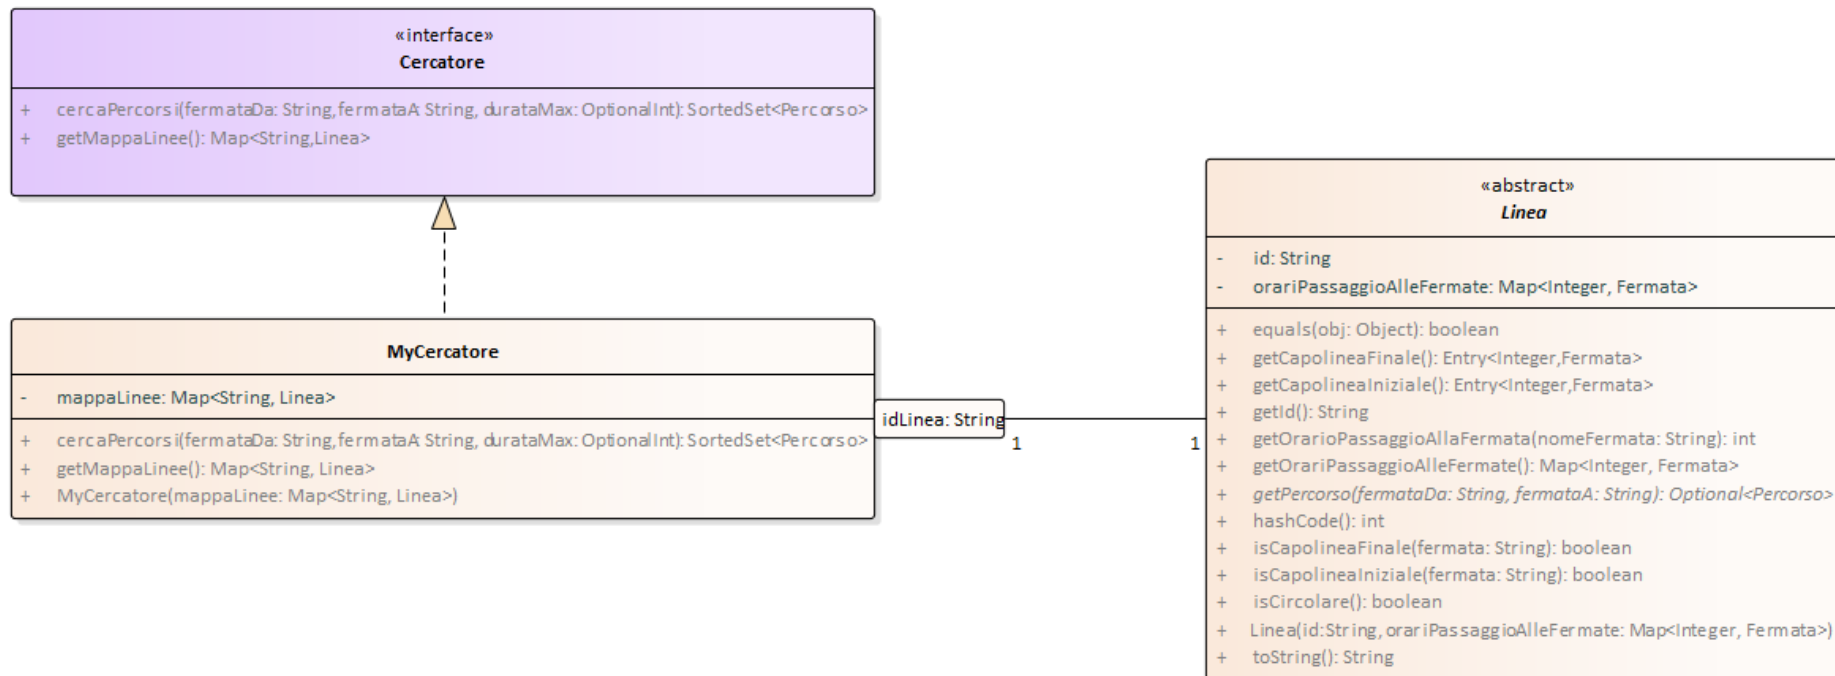 «interface»
Cercatore
+ cercaPercorsi(fermataDa: String,fermataA: String, durataMax: OptionalInt): SortedSet<Percorso>
+ getMappaLinee(): Map<String,Linea>
MyCercatore
- mappaLinee: Map<String, Linea>
+ cercaPercorsi(fermataDa: String,fermataA: String, durataMax: OptionalInt): SortedSet<Percorso>
+ getMappaLinee(): Map<String, Linea>
+ MyCercatore(mappaLinee: Map<String, Linea>)
idLinea: String
1
1
«abstract»
Linea
- id: String
- orariPassaggioAlleFermate: Map<Integer, Fermata>
+ equals(obj: Object): boolean
+ getCapolineaFinale(): Entry<Integer,Fermata>
+ getCapolineaIniziale(): Entry<Integer,Fermata>
+ getId(): String
+ getOrarioPassaggioAllaFermata(nomeFermata: String): int
+ getOrariPassaggioAlleFermate(): Map<Integer, Fermata>
+ getPercorso(fermataDa: String, fermataA: String): Optional<Percorso>
+ hashCode(): int
+ isCapolineaFinale(fermata: String): boolean
+ isCapolineaIniziale(fermata: String): boolean
+ isCircolare(): boolean
+ Linea(id:String, orariPassaggioAlleFermate: Map<Integer, Fermata>)
+ toString(): String